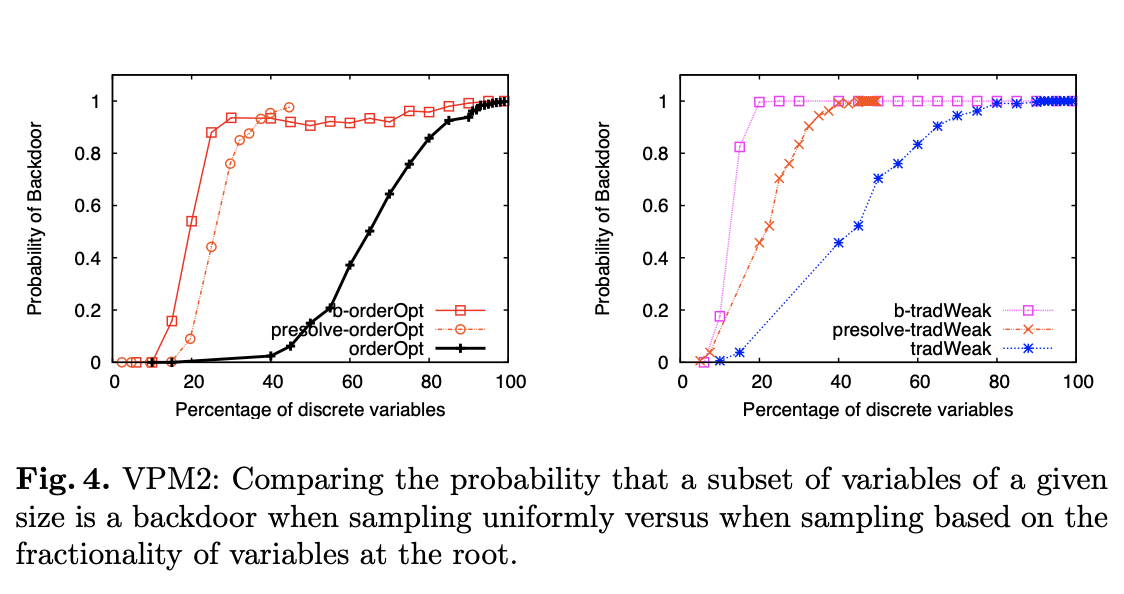 Probability of Backdoor
1
0.8
0.6
0.4
0.2
0
b-orderOpt
presolve-orderOpt
orderOpt
0 20 40 60 80 100
Percentage of discrete variables
Probability of Backdoor
1
0.8
0.6
0.4
0.2
0
b-tradWeak
presolve-tradWeak
tradWeak
0 20 40 60 80 100
Percentage of discrete variables
Fig. 4. VPM2: Comparing the probability that a subset of variables of a given
size is a backdoor when sampling uniformly versus when sampling based on the
fractionality of variables at the root.